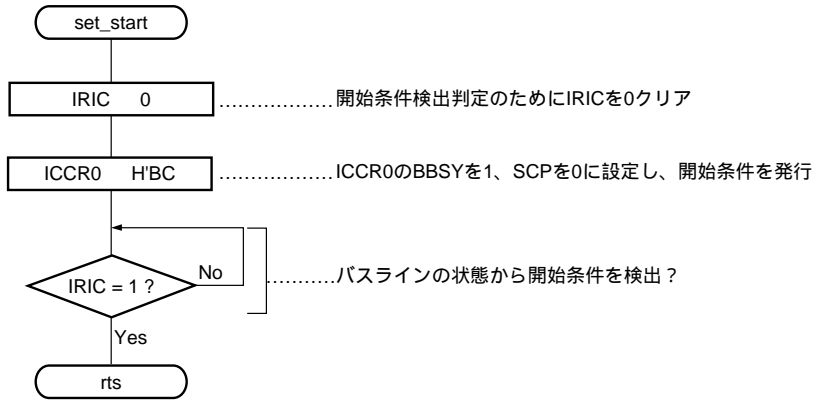 set_start
IRIC 0 ..................開始条件検出判定のためにIRICを0クリア
ICCR0 H'BC ..................ICCR0のBBSYを1、SCPを0に設定し、開始条件を発行
IRIC = 1 ? No ...........バスラインの状態から開始条件を検出？
Yes
rts